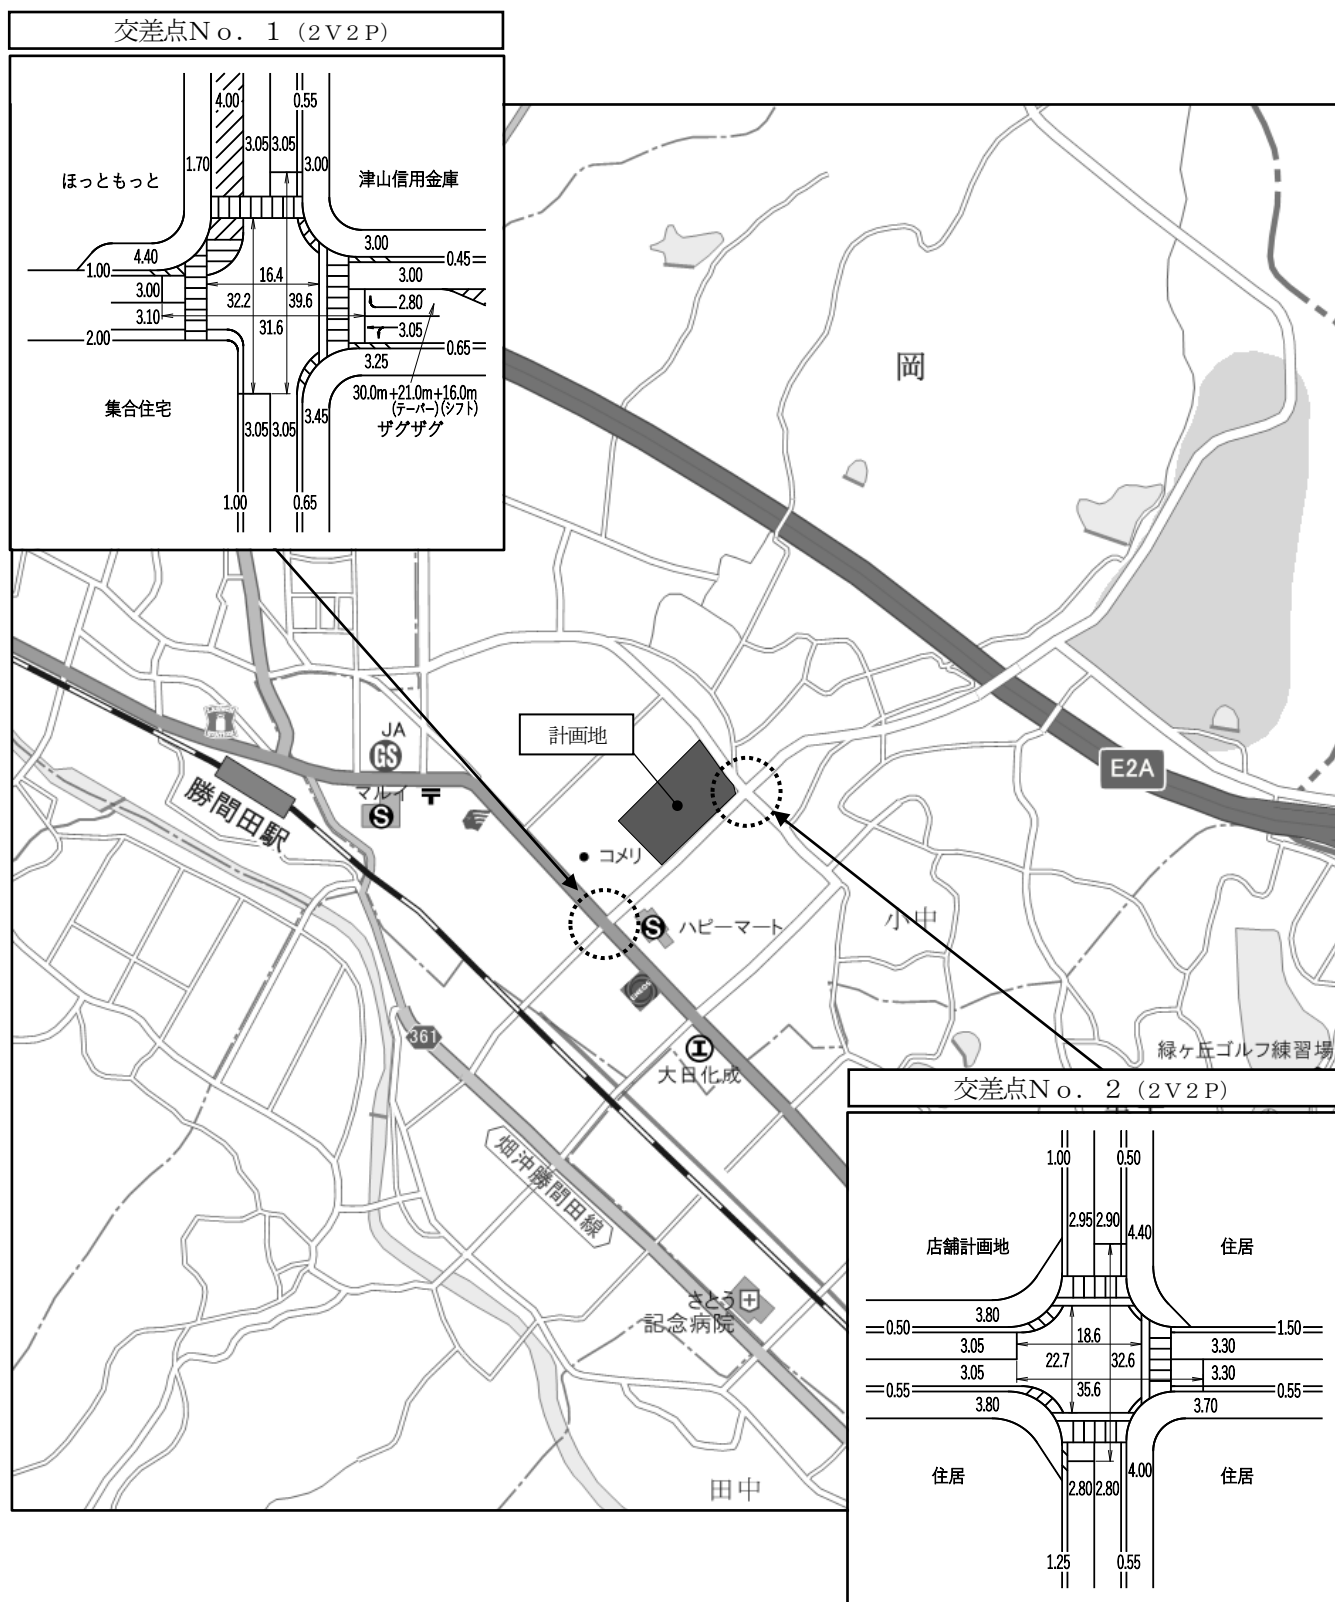 交差点No. 1 (2V2P)
4.00
0.55
3.05
3.05
1.70
3.00
ほっともっと
津山信用金庫
4.40
3.00
1.00
0.45
16.4
3.00
3.00
32.2
39.6
2.80
3.10
31.6
3.05
2.00
0.65
3.25
30.0m+21.0m+16.0m
(テーパー)(シフト)
集合住宅
3.45
3.05
3.05
ザグザグ
1.00
0.65
岡
計画地
JA
GS
E2A
マルイ
S
勝間田駅
コメリ
小中
S
ハピーマート
ENEOS
361
大日化成
緑ヶ丘ゴルフ練習場
畑沖勝間田線
さとう
記念病院
田中
交差点No. 2 (2V2P)
1.00
0.50
2.95
2.90
4.40
店舗計画地
住居
3.80
0.50
1.50
18.6
3.05
3.30
22.7
32.6
3.05
3.30
0.55
35.6
0.55
3.80
3.70
住居
4.00
住居
2.80
2.80
1.25
0.55